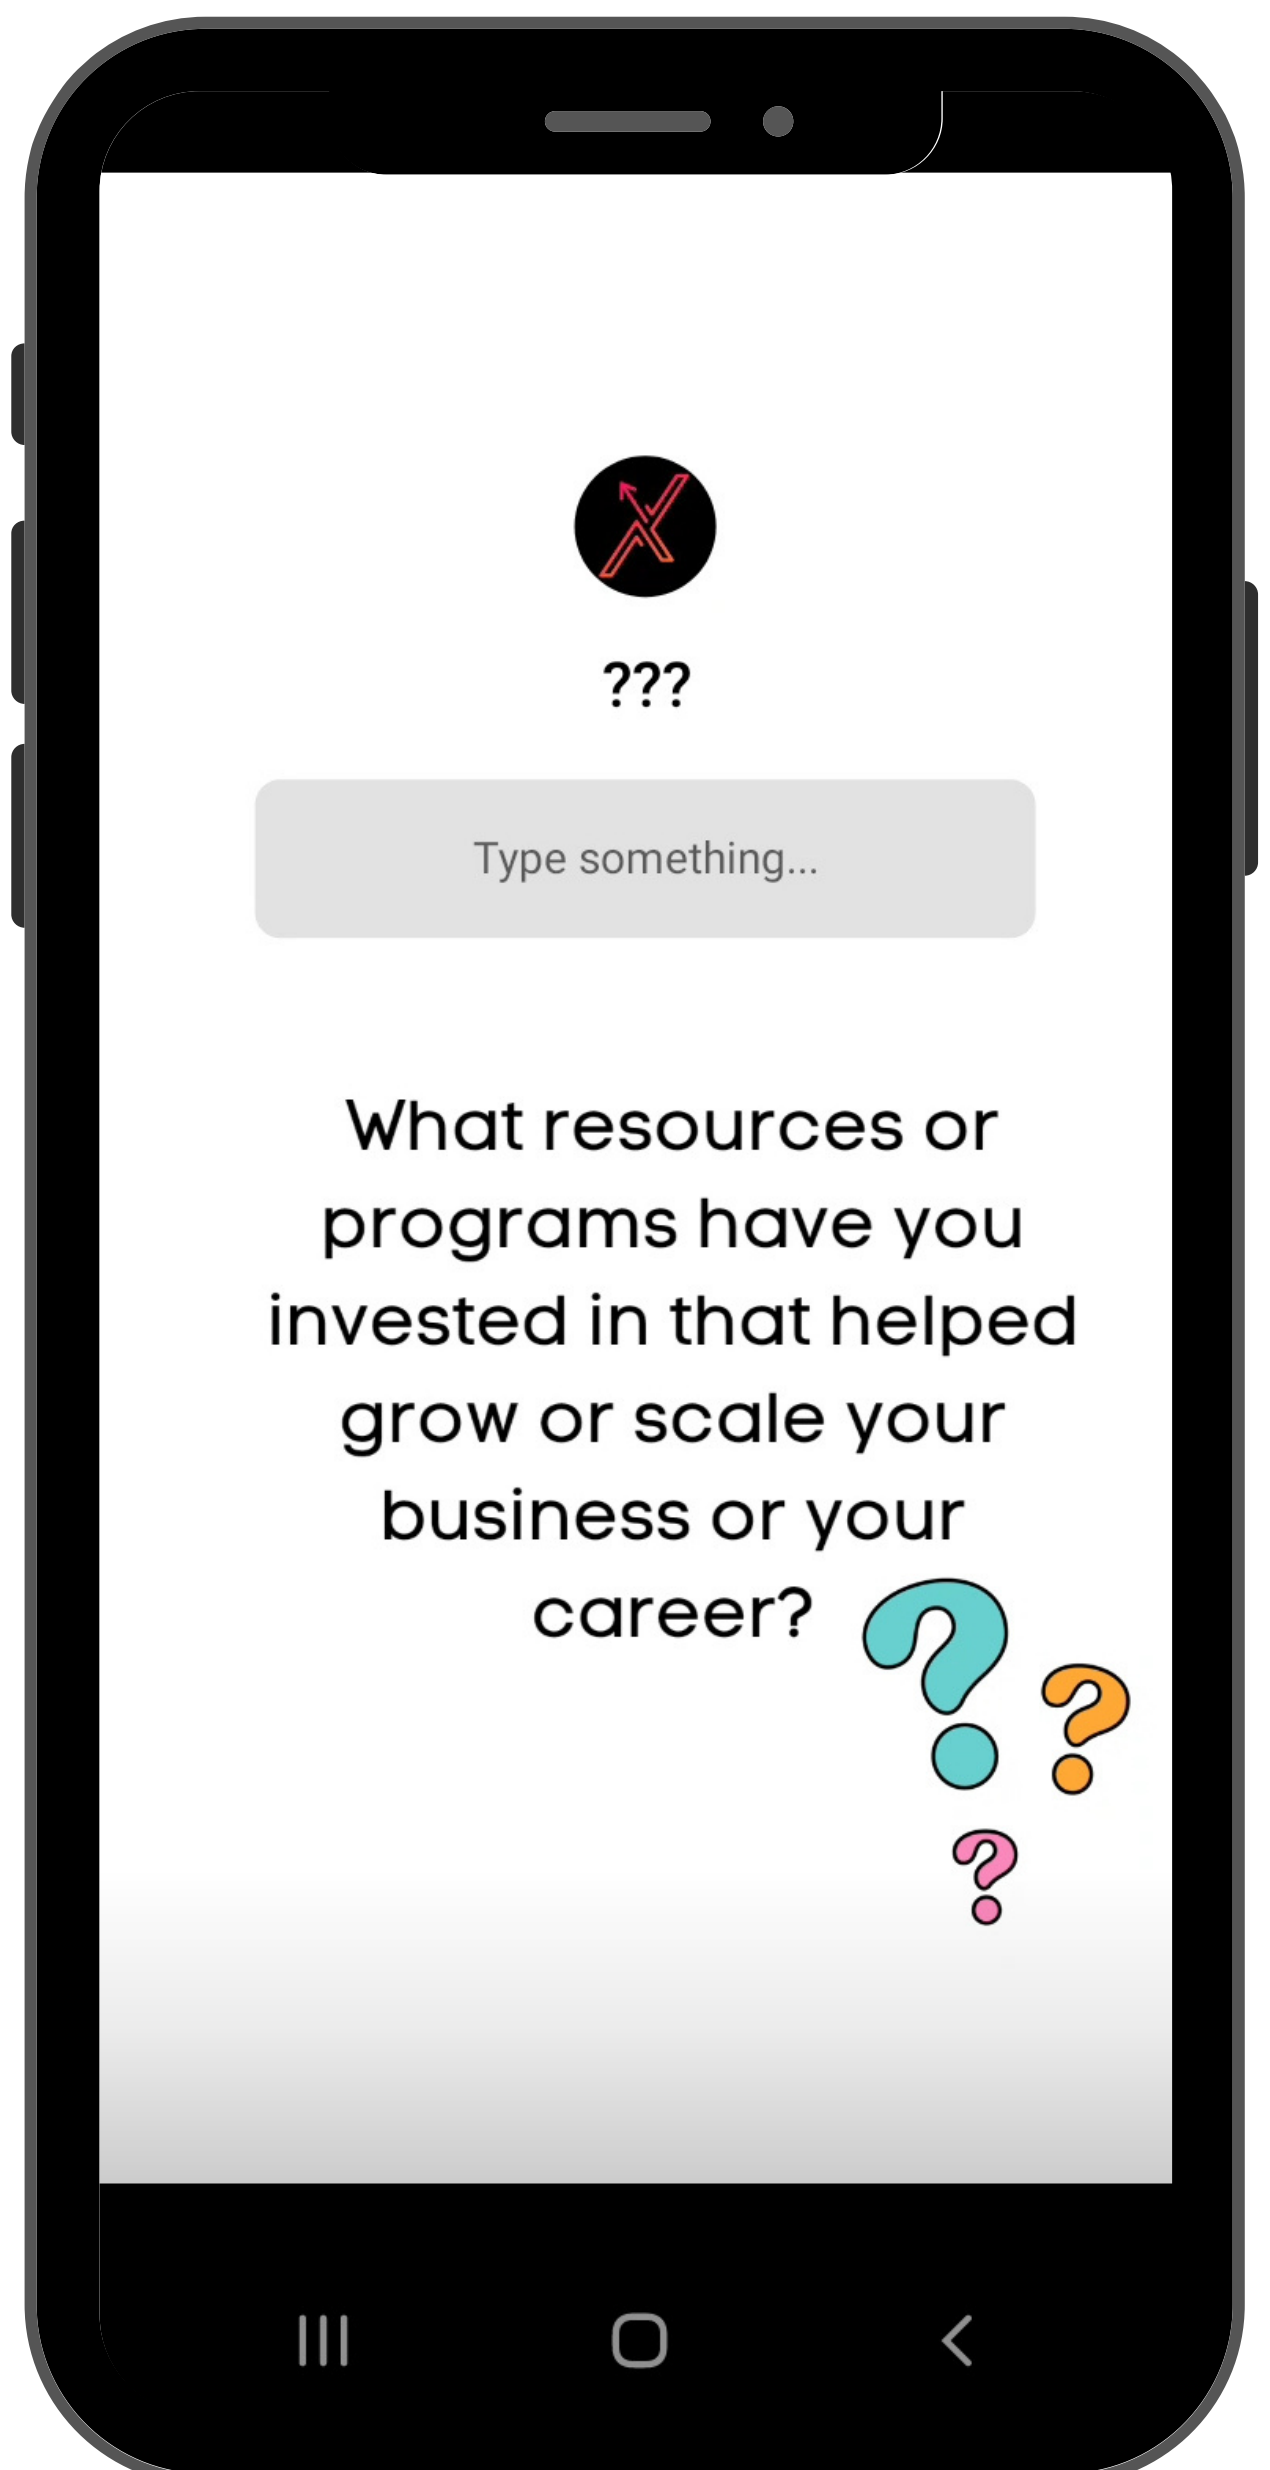 ???
Type something...
What resources or
programs have you
invested in that helped
grow or scale your
business or your
career?